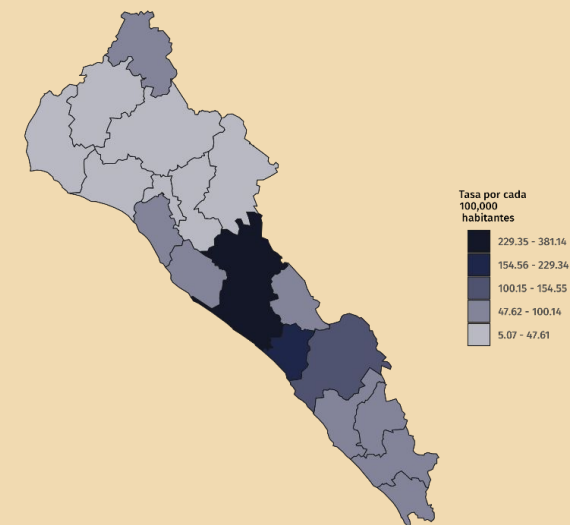 Tasa por cada
100,000
habitantes
229.35 - 381.14
154.56 - 229.34
100.15 - 154.55
47.62 - 100.14
5.07 - 47.61